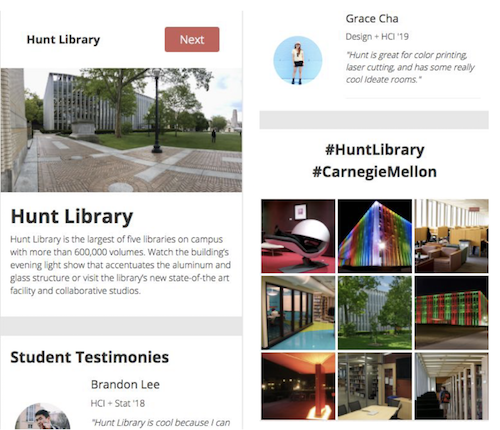 Hunt Library
Next
Hunt Library
Hunt Library is the largest of five libraries on campus
with more than 600,000 volumes. Watch the building's
evening light show that accentuates the aluminum and
glass structure or visit the library's new state-of-the art
facility and collaborative studios.
Student Testimonies
Brandon Lee
HCI + Stat '18
"Hunt Library is cool because I can
Grace Cha
Design + HCI '19
"Hunt is great for color printing,
laser cutting, and has some really
cool Ideate rooms."
#HuntLibrary
#CarnegieMellon